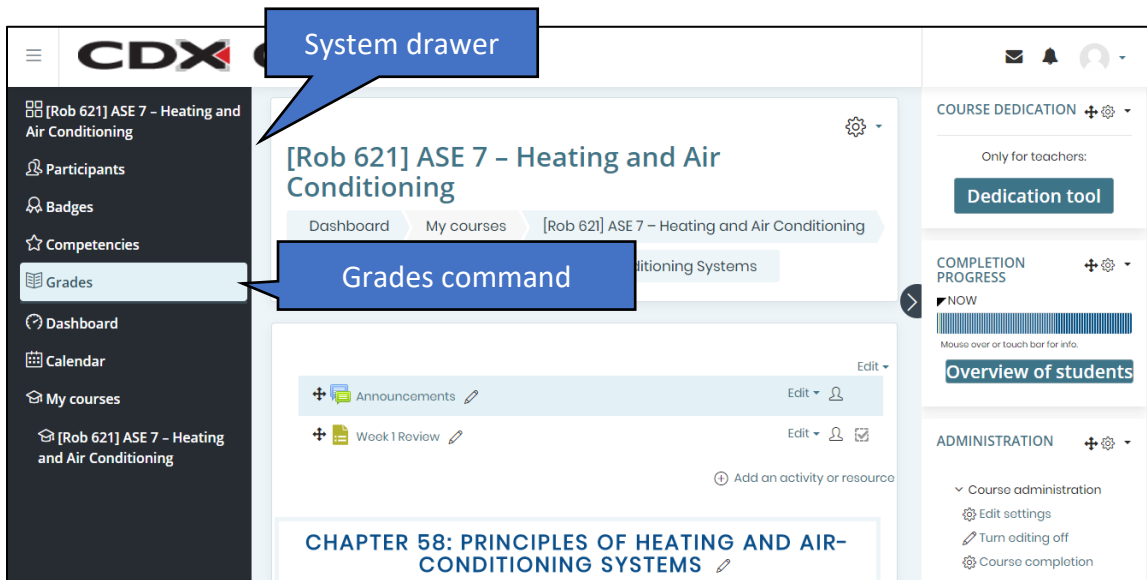 CDX
System drawer
[Rob 621] ASE 7 – Heating and
Air Conditioning
Participants
Badges
Competencies
Grades
Dashboard
Calendar
My courses
[Rob 621] ASE 7 – Heating
and Air Conditioning
[Rob 621] ASE 7 – Heating and Air
Conditioning
Dashboard My courses [Rob 621] ASE 7 – Heating and Air Conditioning
Grades command
Systems
Edit
Announcements Edit
Week 1 Review Edit
Add an activity or resource
CHAPTER 58: PRINCIPLES OF HEATING AND AIR-
CONDITIONING SYSTEMS
COURSE DEDICATION
Only for teachers:
Dedication tool
COMPLETION
PROGRESS
NOW
Mouse over or touch bar for info.
Overview of students
ADMINISTRATION
Course administration
Edit settings
Turn editing off
Course completion